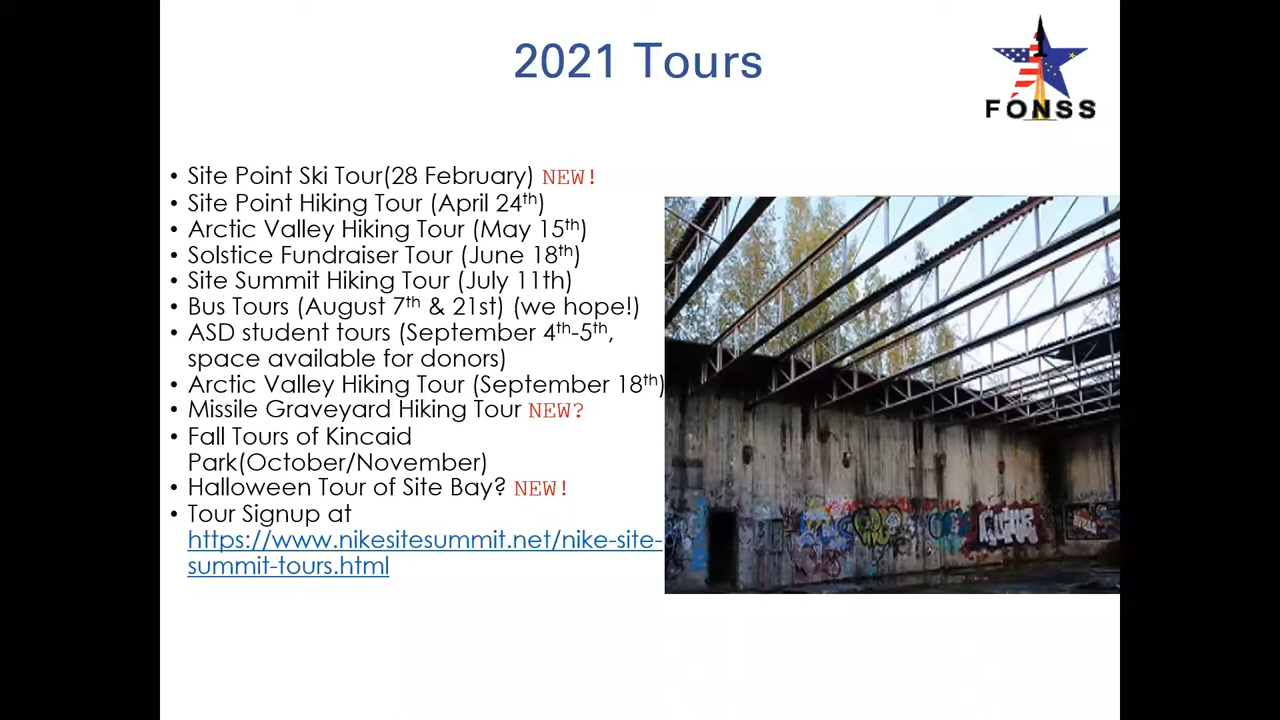 2021 Tours
FONSS
• Site Point Ski Tour(28 February) NEW!
• Site Point Hiking Tour (April 24th)
• Arctic Valley Hiking Tour (May 15th)
• Solstice Fundraiser Tour (June 18th)
• Site Summit Hiking Tour (July 11th)
• Bus Tours (August 7th & 21st) (we hope!)
• ASD student tours (September 4th-5th,
space available for donors)
• Arctic Valley Hiking Tour (September 18th)
• Missile Graveyard Hiking Tour NEW?
• Fall Tours of Kincaid
Park(October/November)
• Halloween Tour of Site Bay? NEW!
• Tour Signup at
https://www.nikesitesummit.net/nike-site-
summit-tours.html